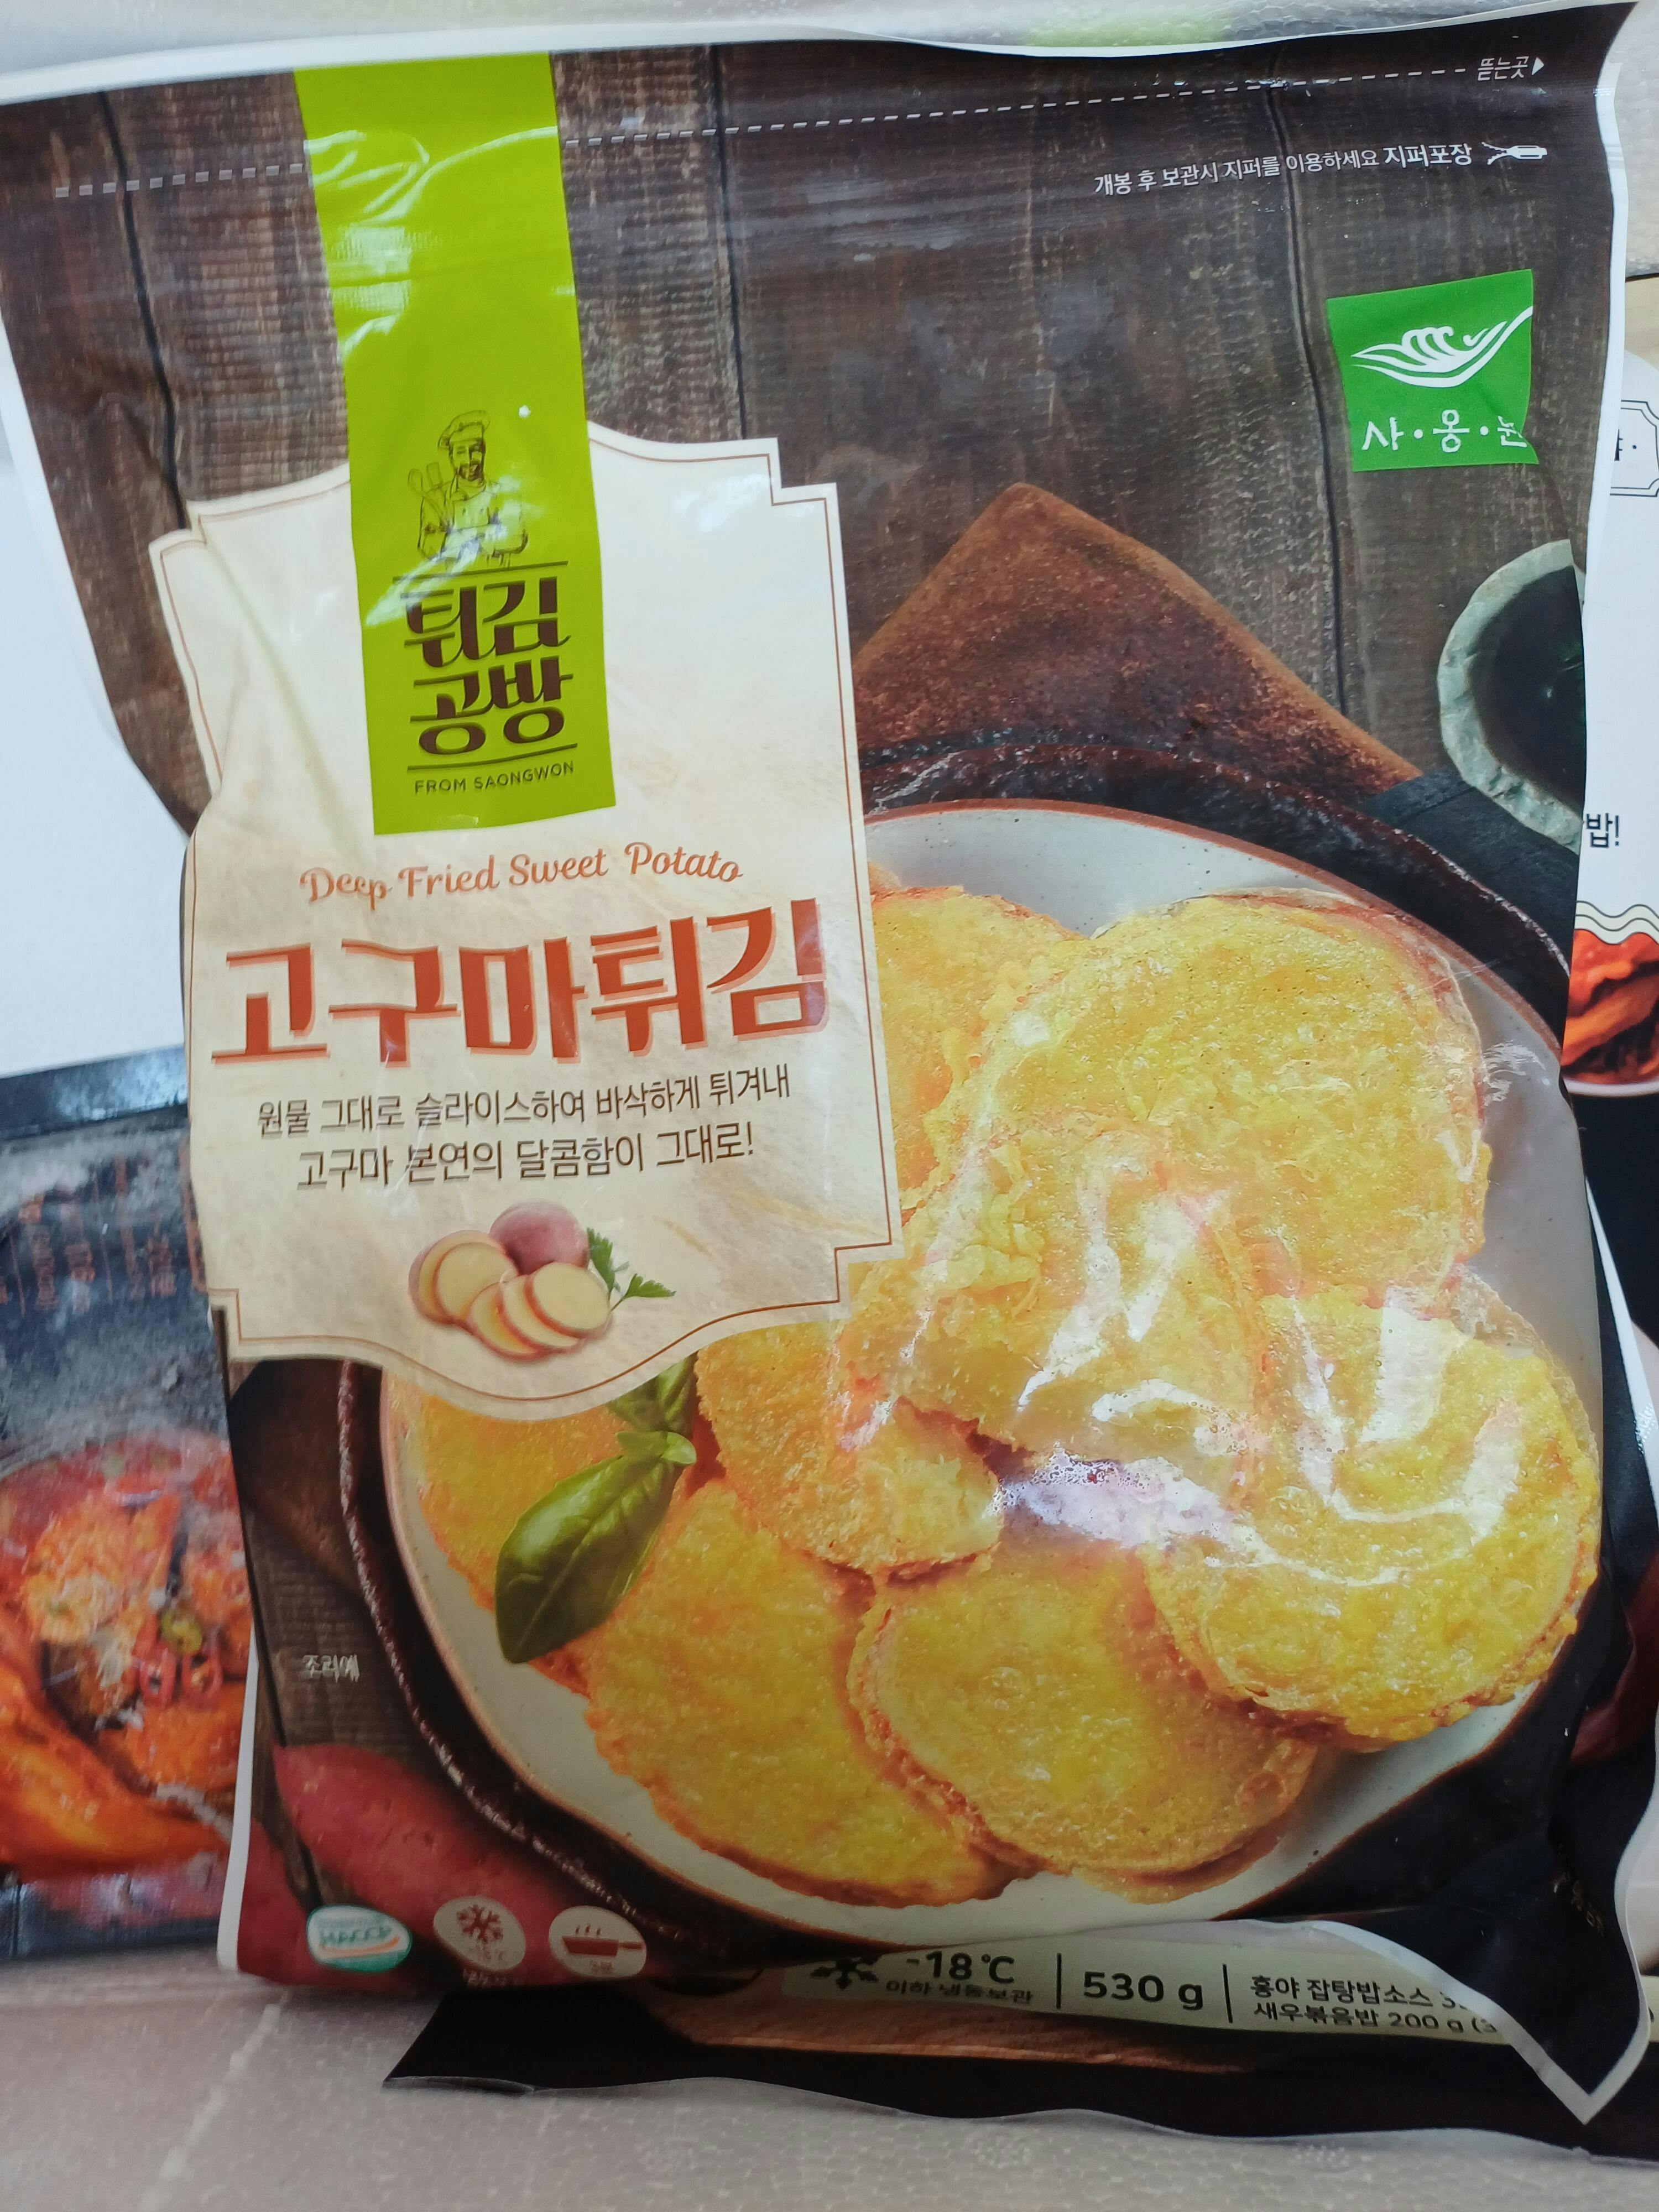 뜯는곳
개봉 후 보관시 지퍼를 이용하세요 지퍼포장
사·옹·원
튀김
공방
FROM SAONGWON
Deep Fried Sweet Potato
고구마튀김
원물 그대로 슬라이스하여 바삭하게 튀겨내
고구마 본연의 달콤함이 그대로!
밥!
조리예
HACCP
-18℃
-18℃
이하 냉동보관
530 g
홍야 잡탕밥소스
새우볶음밥 200 g